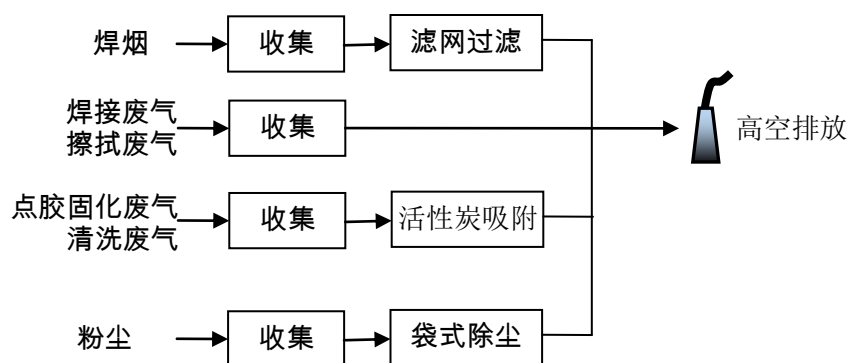 焊烟
收集
滤网过滤
焊接废气
擦拭废气
收集
高空排放
点胶固化废气
清洗废气
收集
活性炭吸附
粉尘
收集
袋式除尘